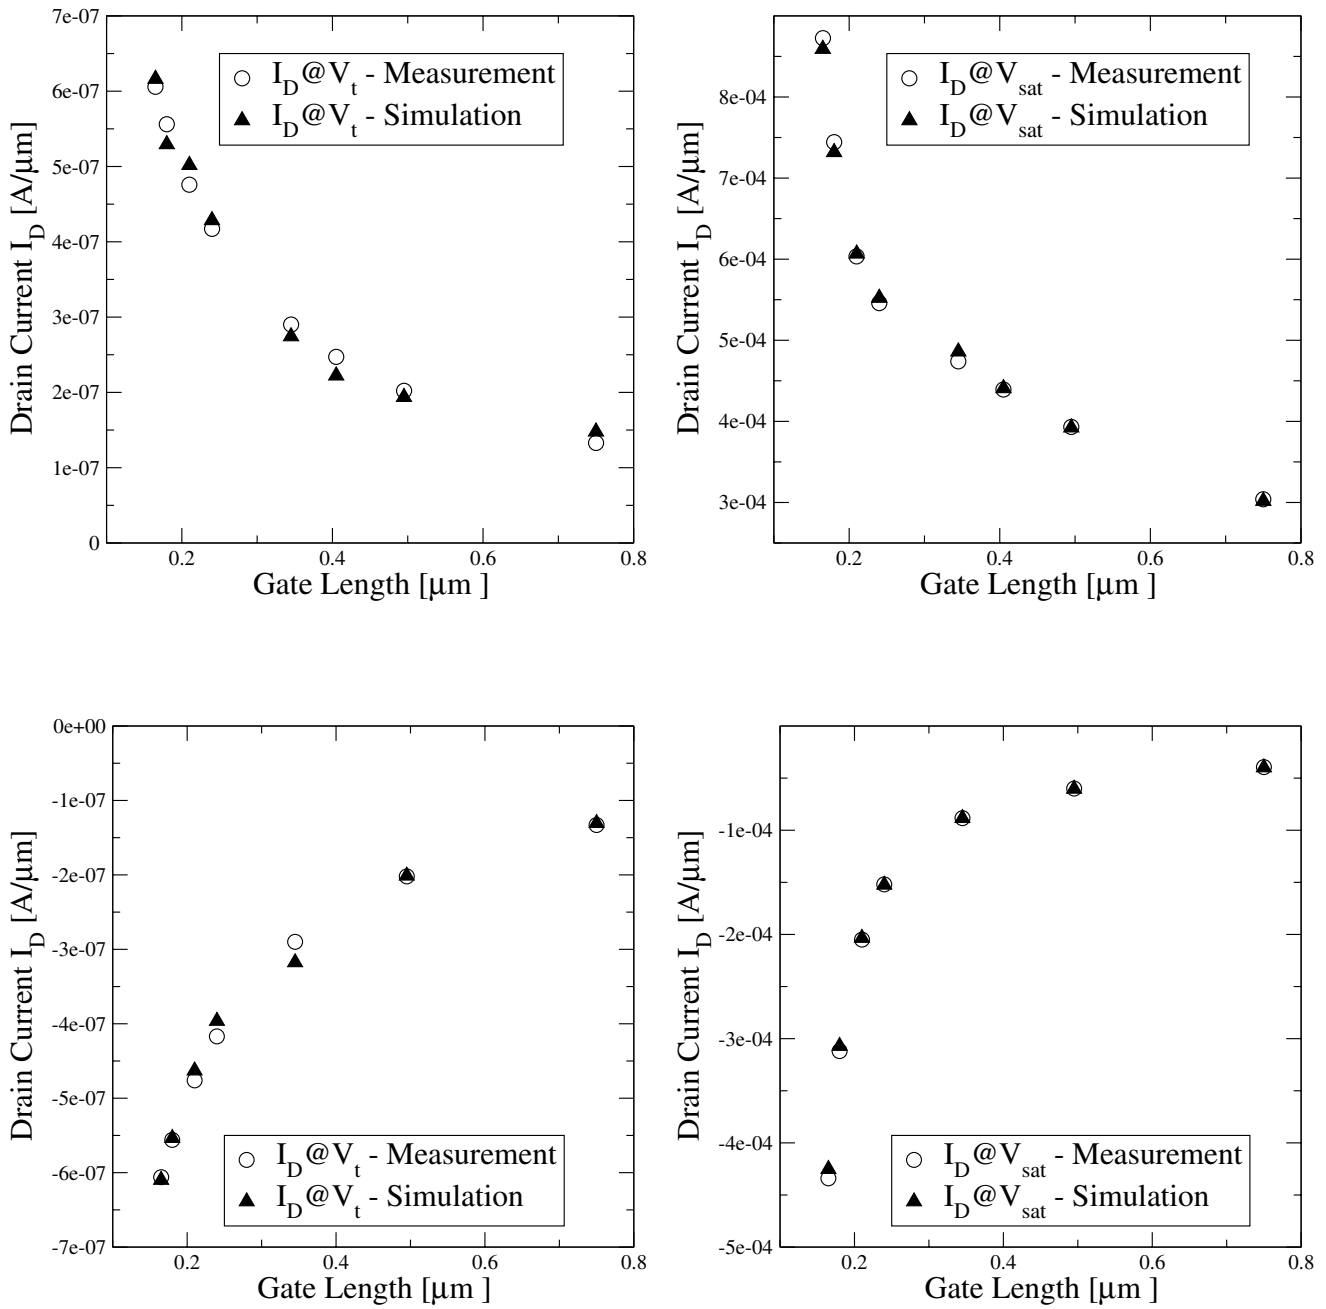 7e-07
6e-07
5e-07
4e-07
3e-07
2e-07
1e-07
0
Drain Current I_D [A/μm]
I_D@V_t - Measurement
I_D@V_t - Simulation
0.2 0.4 0.6 0.8
Gate Length [μm ]
8e-04
7e-04
6e-04
5e-04
4e-04
3e-04
Drain Current I_D [A/μm]
I_D@V_sat - Measurement
I_D@V_sat - Simulation
0.2 0.4 0.6 0.8
Gate Length [μm ]
0e+00
-1e-07
-2e-07
-3e-07
-4e-07
-5e-07
-6e-07
-7e-07
Drain Current I_D [A/μm]
I_D@V_t - Measurement
I_D@V_t - Simulation
0.2 0.4 0.6 0.8
Gate Length [μm ]
-1e-04
-2e-04
-3e-04
-4e-04
-5e-04
Drain Current I_D [A/μm]
I_D@V_sat - Measurement
I_D@V_sat - Simulation
0.2 0.4 0.6 0.8
Gate Length [μm ]